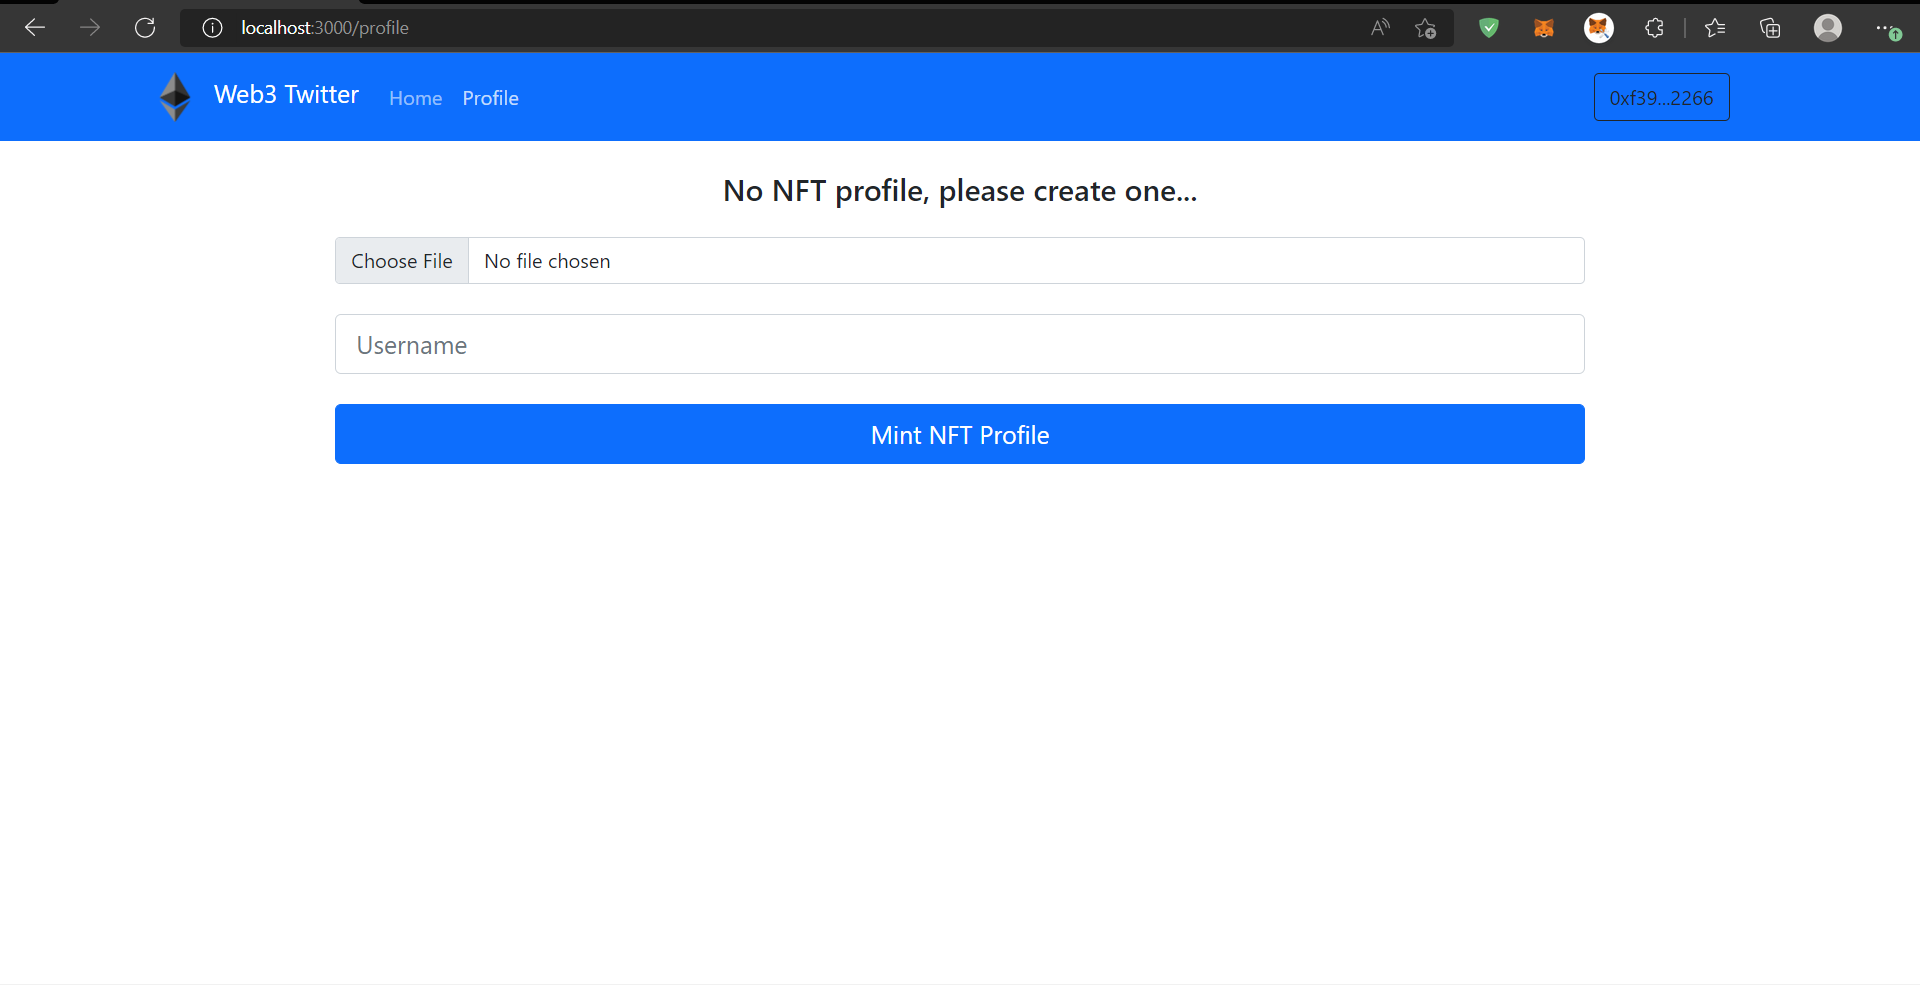 localhost:3000/profile
Web3 Twitter Home Profile 0xf39...2266
No NFT profile, please create one...
Choose File No file chosen
Username
Mint NFT Profile